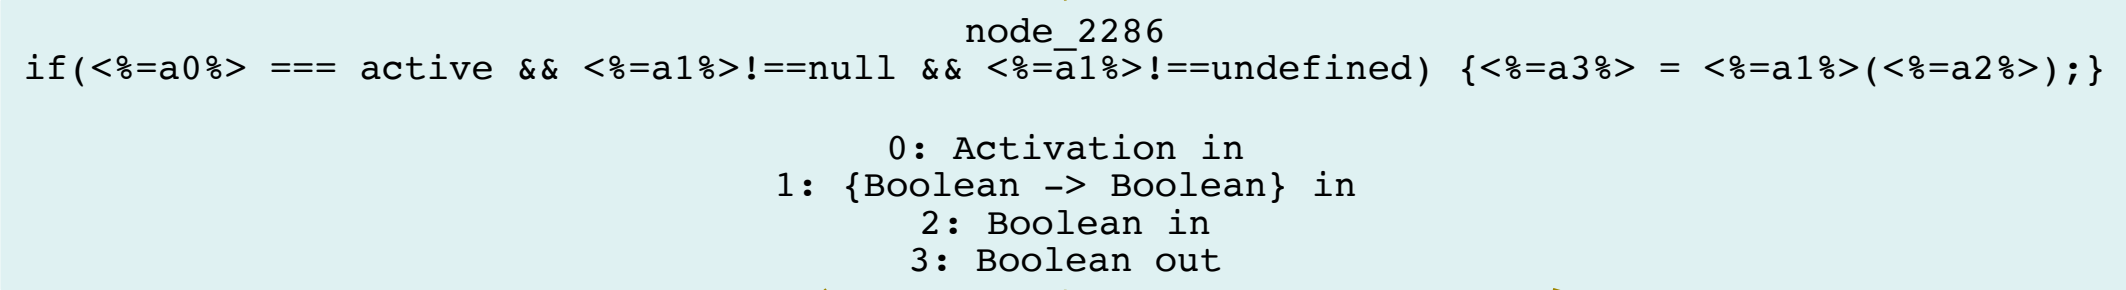 node_2286
if(<%=a0%> === active && <%=a1%>!==null && <%=a1%>!==undefined) {<%=a3%> = <%=a1%>(<%=a2%>);}
0: Activation in
1: {Boolean -> Boolean} in
2: Boolean in
3: Boolean out